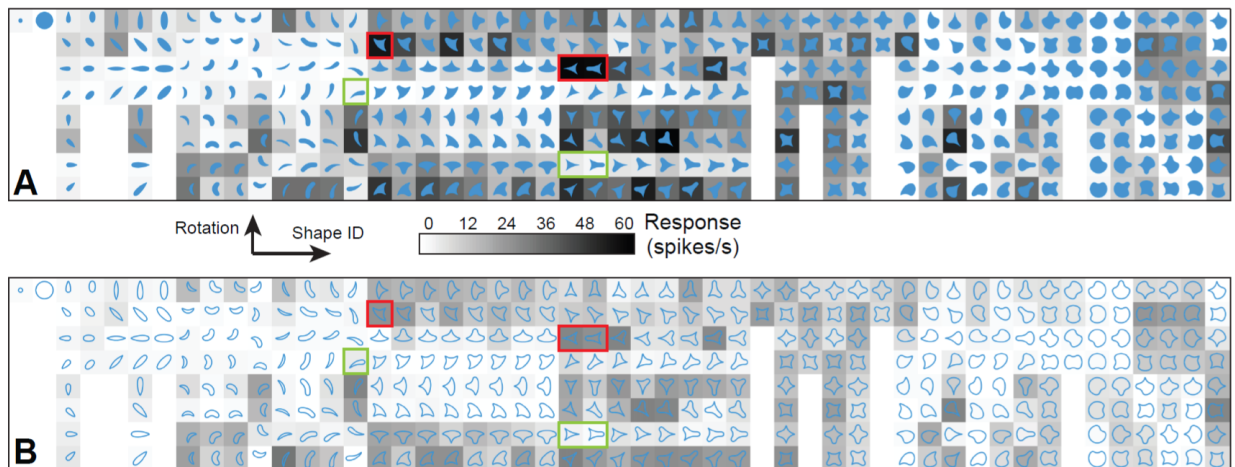 A
Rotation
Shape ID
0 12 24 36 48 60
Response
(spikes/s)
B